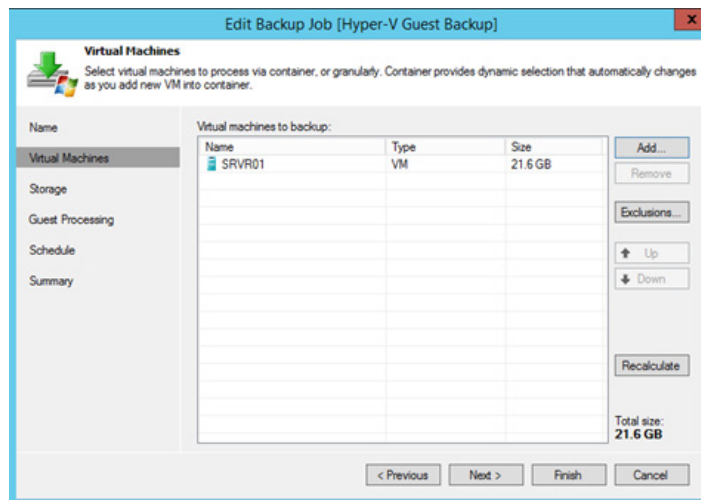 Edit Backup Job [Hyper-V Guest Backup]
x
Virtual Machines
Select virtual machines to process via container, or granularly. Container provides dynamic selection that automatically changes
as you add new VM into container.
Name
Virtual Machines
Storage
Guest Processing
Schedule
Summary
Virtual machines to backup:
Name Type Size
SRVR01 VM 21.6 GB
Add...
Remove
Exclusions...
Up
Down
Recalculate
Total size:
21.6 GB
< Previous Next > Finish Cancel